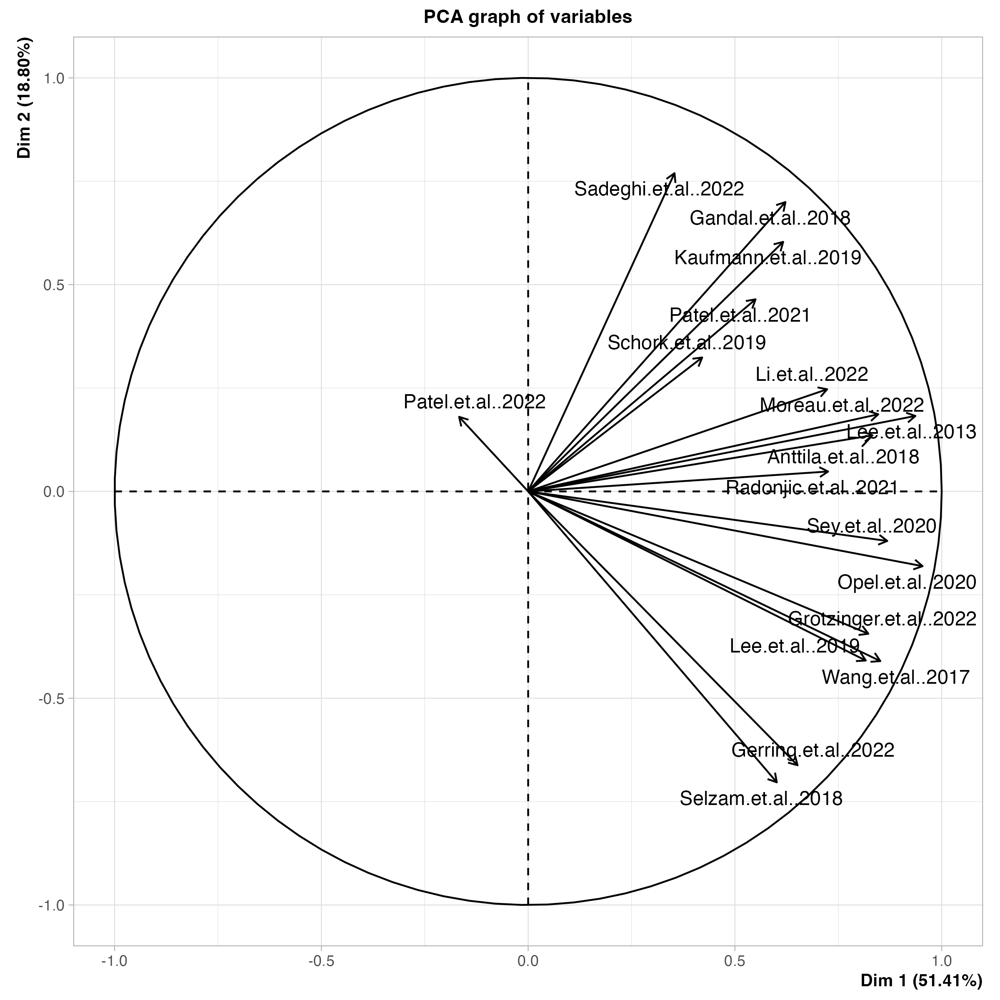 PCA graph of variables
Dim 2 (18.80%)
1.0
0.5
0.0
-0.5
-1.0
Sadeghi.et.al..2022
Gandal.et.al..2018
Kaufmann.et.al..2019
Patel.et.al..2021
Schork.et.al..2019
Li.et.al..2022
Patel.et.al..2022
Moreau.et.al..2022
Lee.et.al..2013
Anttila.et.al..2018
Radonjic.et.al..2021
Sey.et.al..2020
Opel.et.al..2020
Grotzinger.et.al..2022
Lee.et.al..2019
Wang.et.al..2017
Gerring.et.al..2022
Selzam.et.al..2018
-1.0
-0.5
0.0
0.5
1.0
Dim 1 (51.41%)